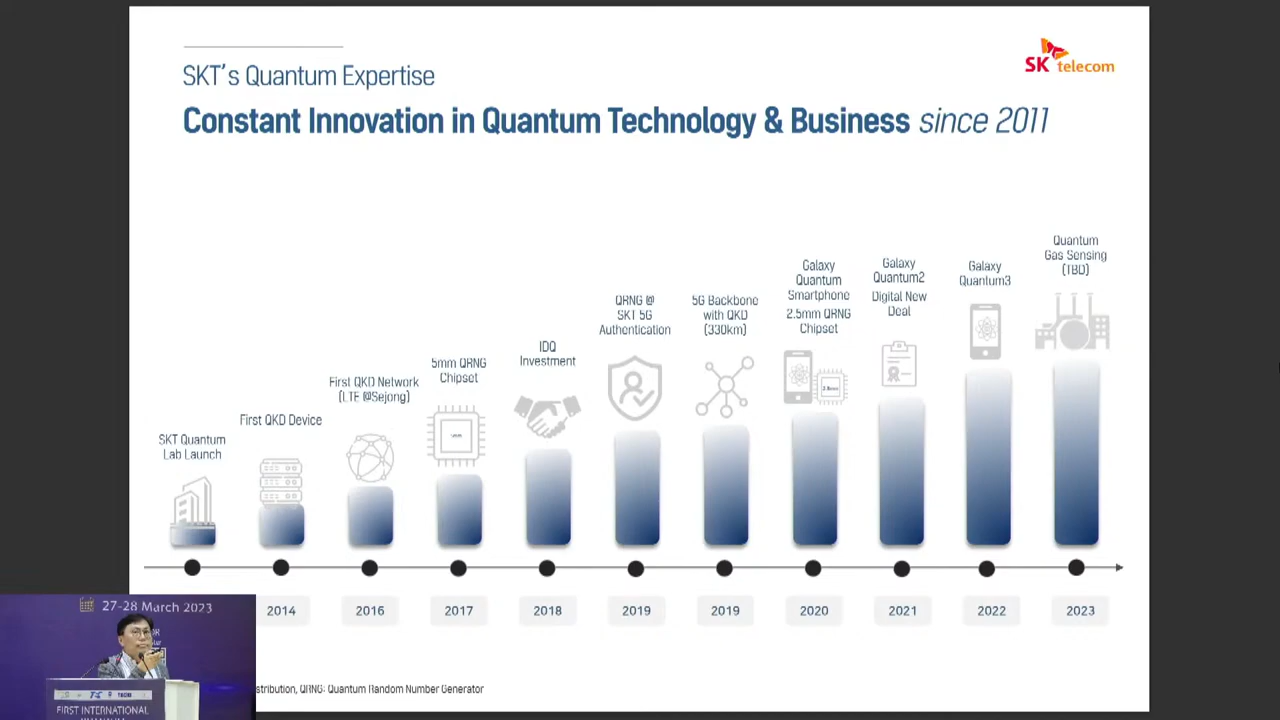 SKT's Quantum Expertise
SK telecom
Constant Innovation in Quantum Technology & Business since 2011
SKT Quantum
Lab Launch
First QKD Device
First QKD Network
(LTE @Sejong)
5mm QRNG
Chipset
IDQ
Investment
QRNG @
SKT 5G
Authentication
5G Backbone
with QKD
(330km)
Galaxy
Quantum
Smartphone
2.5mm QRNG
Chipset
Galaxy
Quantum2
Digital New
Deal
Galaxy
Quantum3
Quantum
Gas Sensing
(TBD)
2014
2016
2017
2018
2019
2019
2020
2021
2022
2023
stribution, QRNG: Quantum Random Number Generator
27-28 March 2023
FIRST INTERNATIONAL